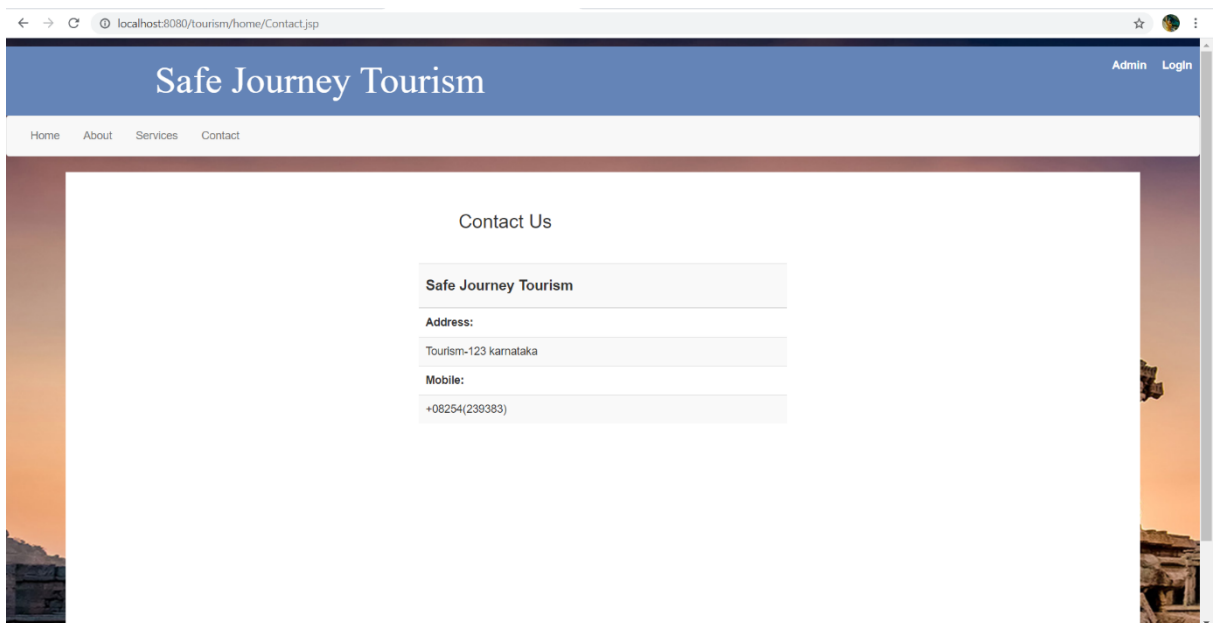 localhost:8080/tourism/home/Contact.jsp
Safe Journey Tourism
Admin LogIn
Home About Services Contact
Contact Us
Safe Journey Tourism
Address:
Tourism-123 karnataka
Mobile:
+08254(239383)